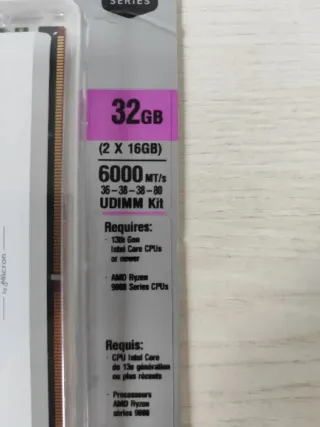 SERIES
32GB
(2 X 16GB)
6000 MT/s
36-38-38-80
UDIMM Kit
Requires:
· 13th Gen
Intel Core CPUs
or newer
· AMD Ryzen
9000 Series CPUs
Requis:
· CPU Intel Core
de 13e génération
ou plus récents
· Processeurs
AMD Ryzen
série 9000
by Micron